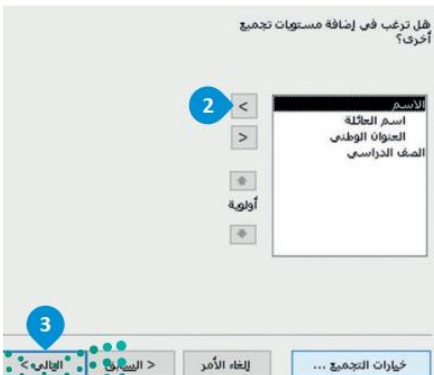 هل ترغب في إضافة مستويات تجميع
أخرى؟
الاسم
اسم العائلة
العنوان الوطني
الصف الدراسي
2 <
>
أولوية
3
خيارات التجميع ... إلغاء الأمر < السابق التالي >